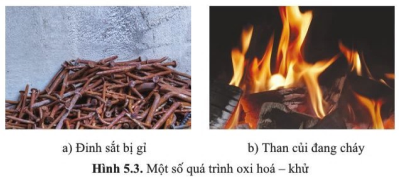 a) Đinh sắt bị gỉ
b) Than củi đang cháy
Hình 5.3. Một số quá trình oxi hoá – khử